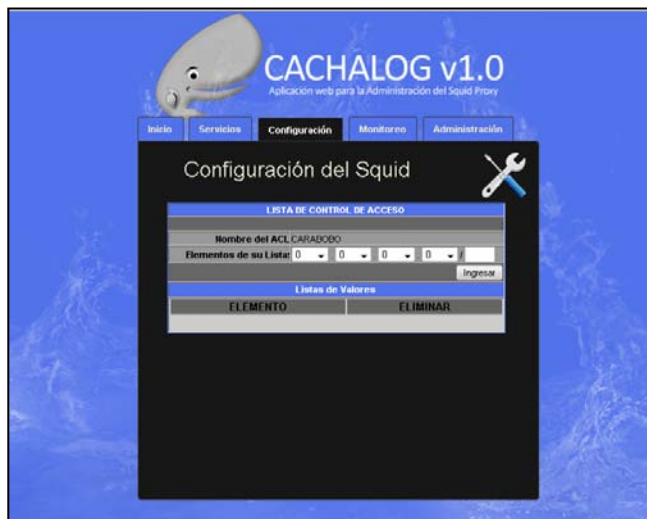 CACHALOG v1.0
Aplicación web para la Administración del Squid Proxy
Inicio Servicios Configuración Monitoreo Administración
Configuración del Squid
LISTA DE CONTROL DE ACCESO
Nombre del ACL CARABOBO
Elementos de su Lista: 0 0 0 0 /
Ingresar
Listas de Valores
ELEMENTO ELIMINAR